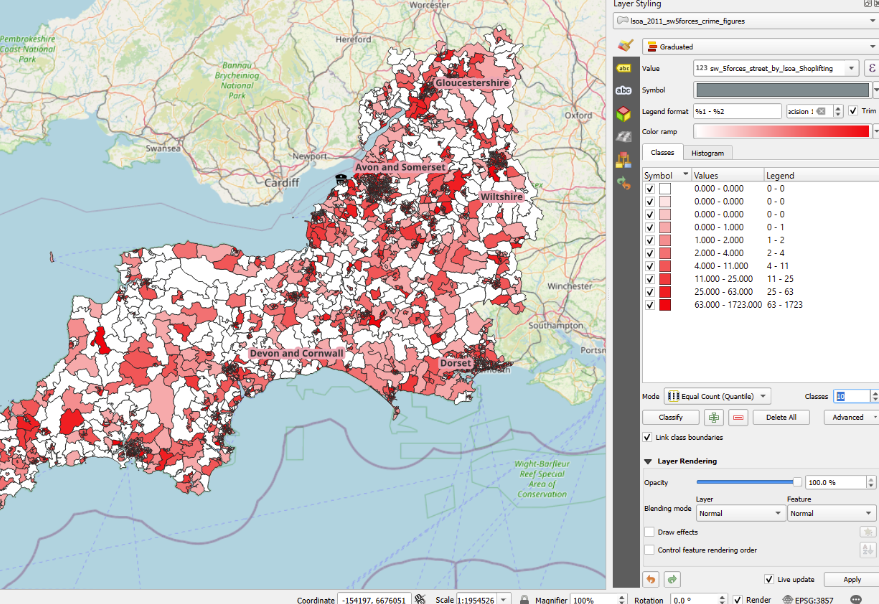 Worcester
Pembrokeshire
Coast National
Park
Hereford
Bannau
Brycheiniog
National
Park
Gloucestershire
Oxford
Swansea
Newport
Avon and Somerset
Cardiff
Wiltshire
Winchester
Southampton
Devon and Cornwall
Dorset
Wight-Barfleur
Reef Special
Area of
Conservation
Layer Styling
lsoa_2011_sw5forces_crime_figures
Graduated
Value
123 sw_5forces_street_by_lsoa_Shoplifting
ε
Symbol
Legend format
%1 - %2
Trim
Color ramp
Classes
Histogram
Symbol Values Legend
0.000 - 0.000 0 - 0
0.000 - 0.000 0 - 0
0.000 - 0.000 0 - 0
0.000 - 1.000 0 - 1
1.000 - 2.000 1 - 2
2.000 - 4.000 2 - 4
4.000 - 11.000 4 - 11
11.000 - 25.000 11 - 25
25.000 - 63.000 25 - 63
63.000 - 1723.000 63 - 1723
Mode
Equal Count (Quantile)
Classes
10
Classify
Delete All
Advanced
Link class boundaries
Layer Rendering
Opacity
100.0 %
Layer
Feature
Blending mode
Normal
Normal
Draw effects
Control feature rendering order
Live update
Apply
Coordinate -154197, 6676051 Scale 1:1954526 Magnifier 100% Rotation 0.0 ° Render EPSG:3857